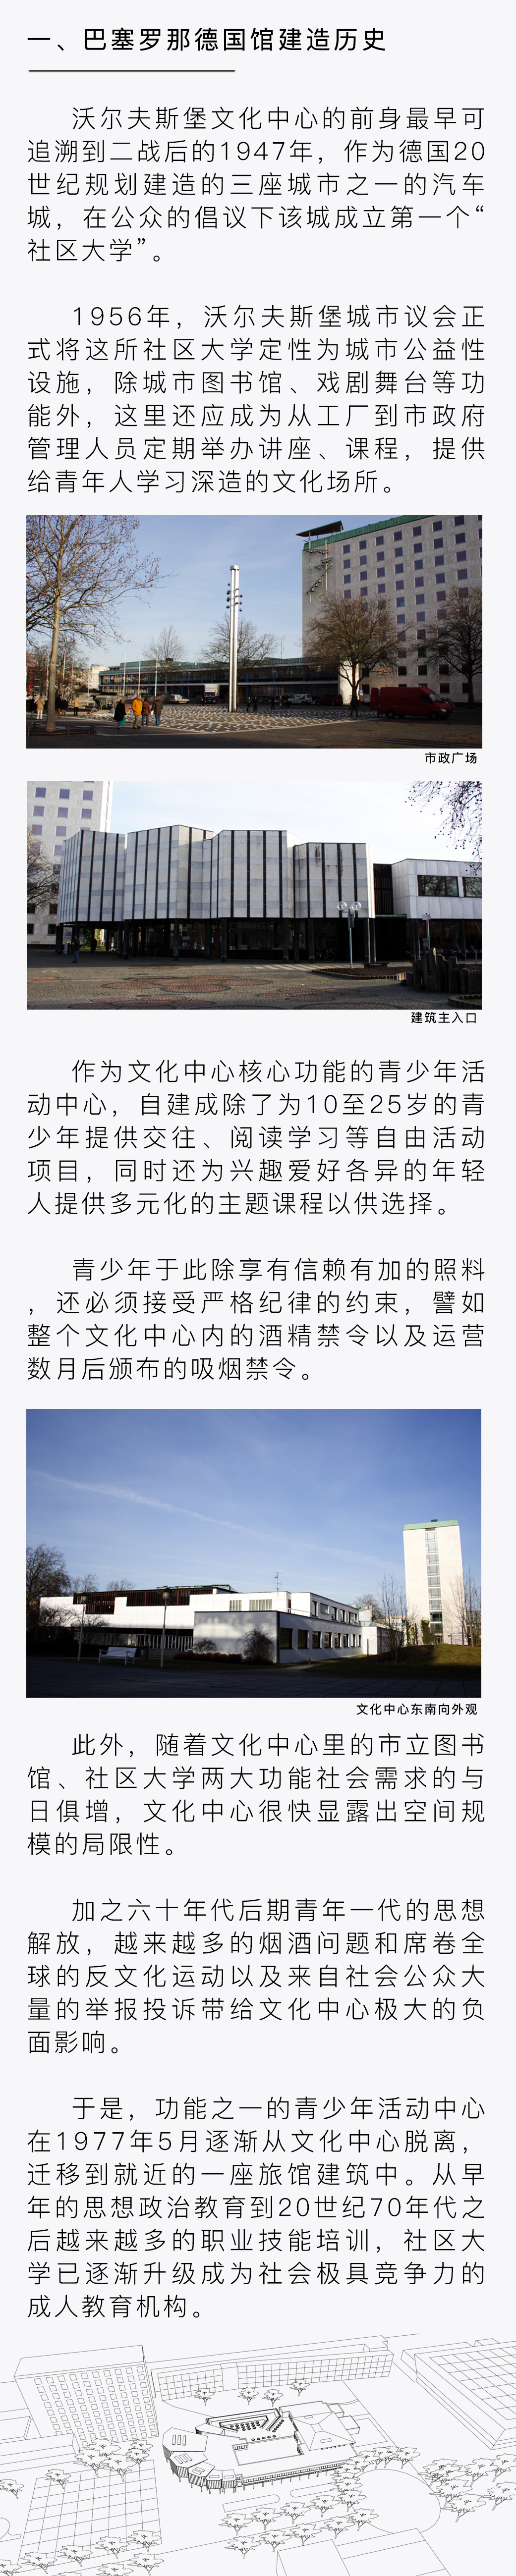 一、巴塞罗那德国馆建造历史
沃尔夫斯堡文化中心的前身最早可
追溯到二战后的1947年，作为德国20
世纪规划建造的三座城市之一的汽车
城，在公众的倡议下该城成立第一个“
社区大学”。
1956年，沃尔夫斯堡城市议会正
式将这所社区大学定性为城市公益性
设施，除城市图书馆、戏剧舞台等功
能外，这里还应成为从工厂到市政府
管理人员定期举办讲座、课程，提供
给青年人学习深造的文化场所。
市政广场
建筑主入口
作为文化中心核心功能的青少年活
动中心，自建成除了为10至25岁的青
少年提供交往、阅读学习等自由活动
项目，同时还为兴趣爱好各异的年轻
人提供多元化的主题课程以供选择。
青少年于此除享有信赖有加的照料
，还必须接受严格纪律的约束，譬如
整个文化中心内的酒精禁令以及运营
数月后颁布的吸烟禁令。
文化中心东南向外观
此外，随着文化中心里的市立图书
馆、社区大学两大功能社会需求的与
日俱增，文化中心很快显露出空间规
模的局限性。
加之六十年代后期青年一代的思想
解放，越来越多的烟酒问题和席卷全
球的反文化运动以及来自社会公众大
量的举报投诉带给文化中心极大的负
面影响。
于是，功能之一的青少年活动中心
在1977年5月逐渐从文化中心脱离，
迁移到就近的一座旅馆建筑中。从早
年的思想政治教育到20世纪70年代之
后越来越多的职业技能培训，社区大
学已逐渐升级成为社会极具竞争力的
成人教育机构。